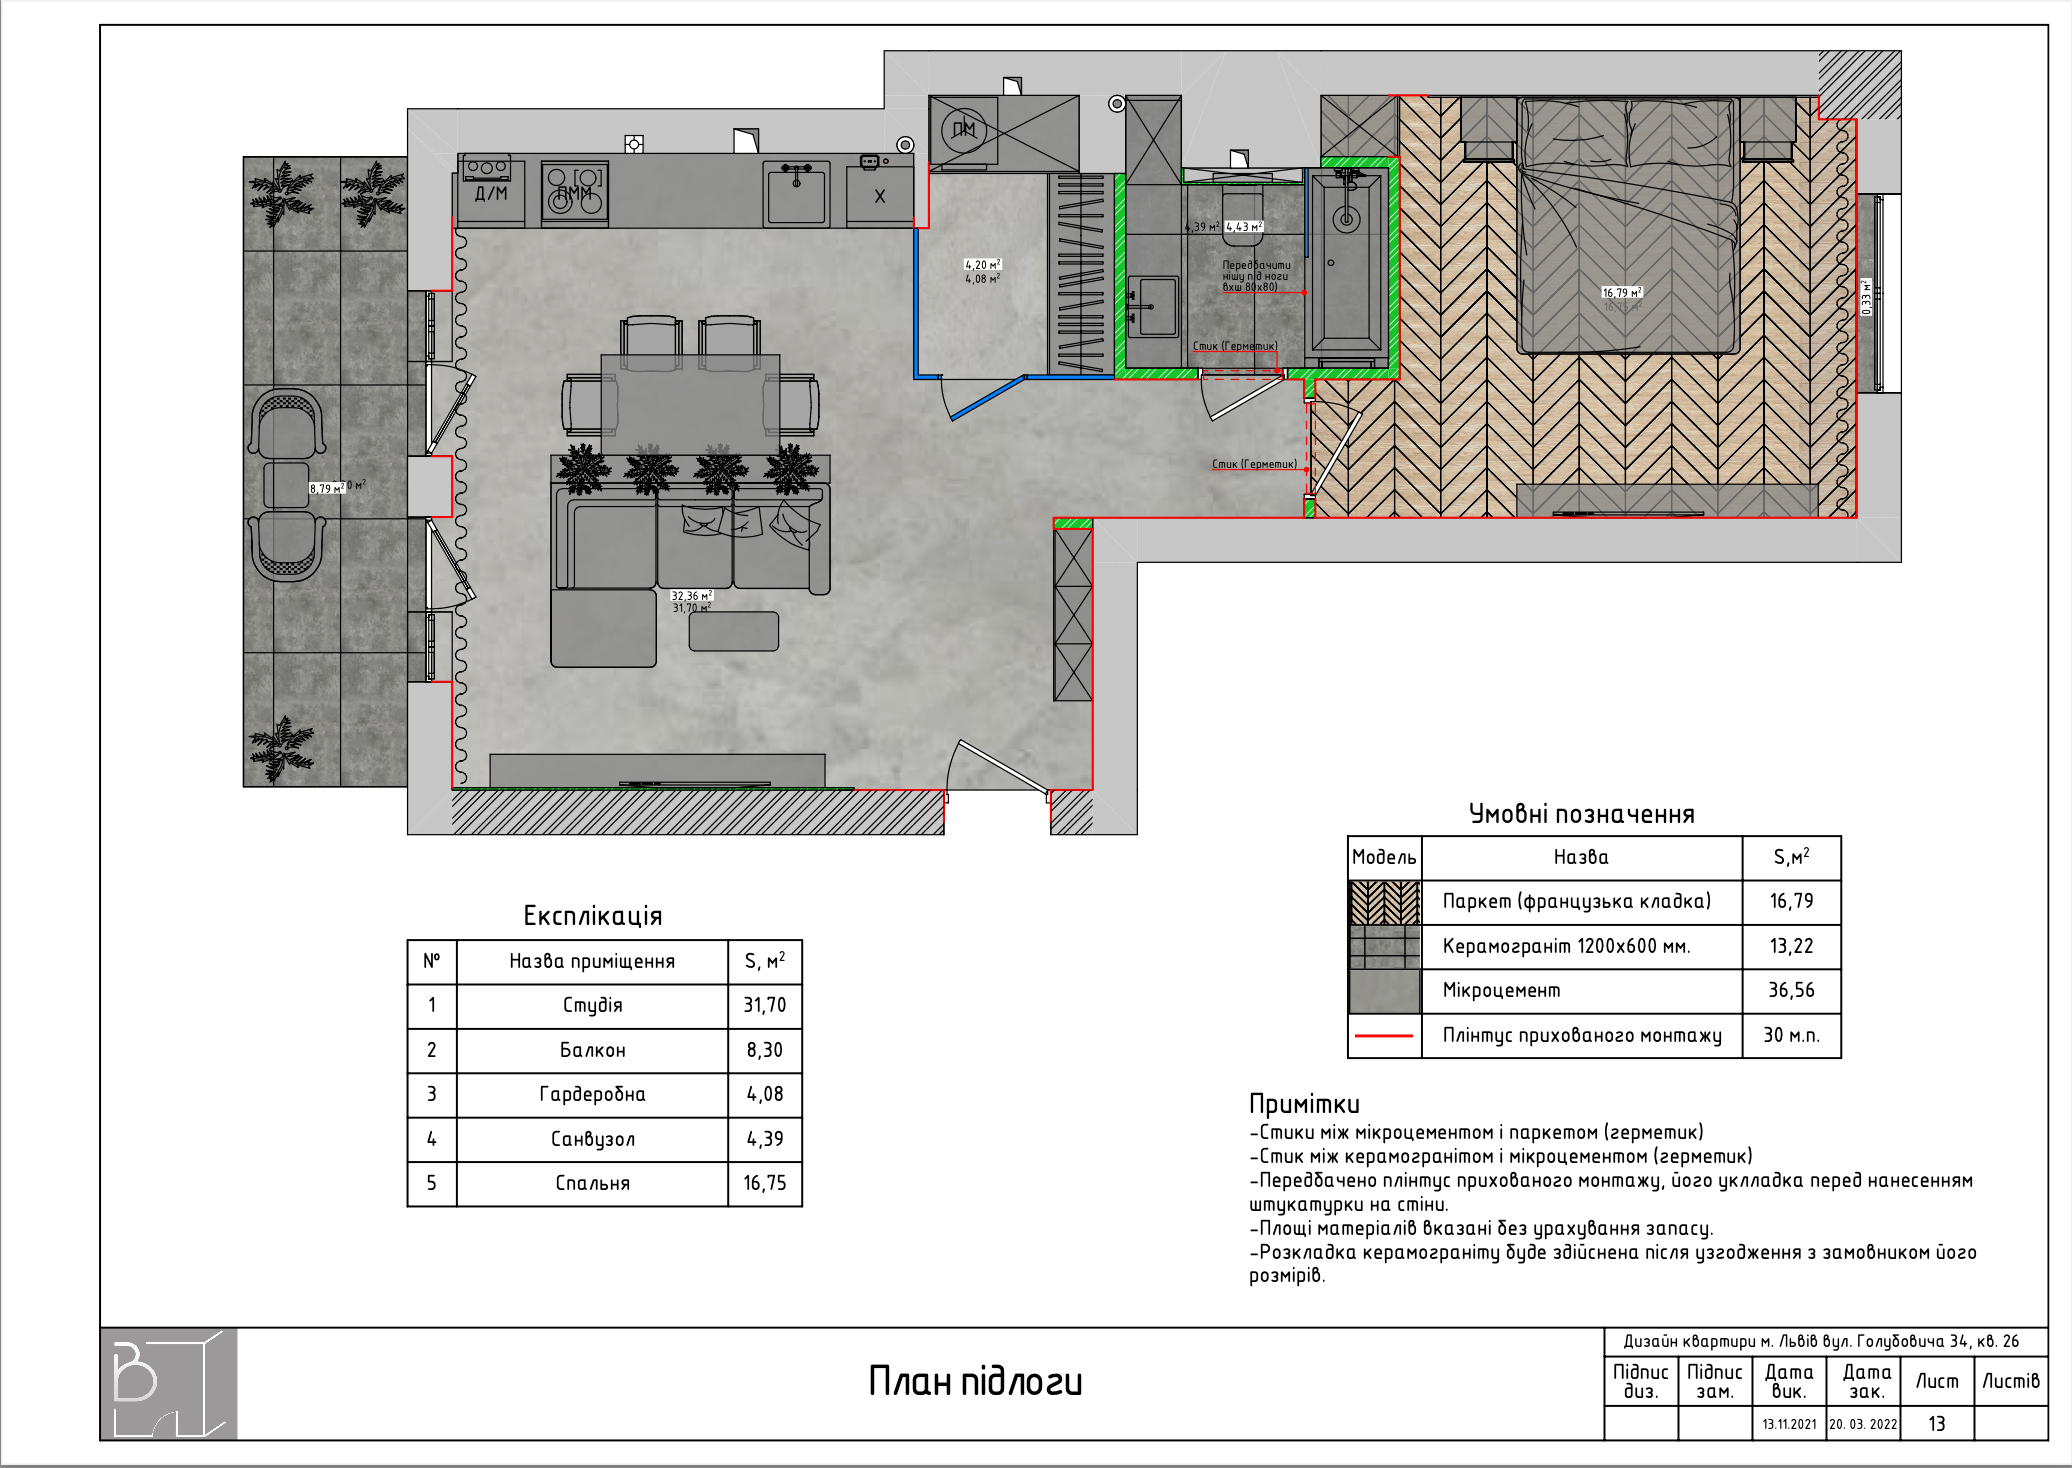 ПМ
Д/М
ПММ
Х
4,20 м²
4,08 м²
4,39 м² 4,43 м²
Передбачити
нішу під ноги
вхш 80х80)
Стик (Герметик)
16,79 м²
16,75 м²
0,33 м²
Стик (Герметик)
8,79 м²
32,36 м²
31,70 м²
Умовні позначення
Модель Назва S,м²
Паркет (французька кладка) 16,79
Керамограніт 1200х600 мм. 13,22
Мікроцемент 36,56
Плінтус прихованого монтажу 30 м.п.
Експлікація
№ Назва приміщення S, м²
1 Студія 31,70
2 Балкон 8,30
3 Гардеробна 4,08
4 Санвузол 4,39
5 Спальня 16,75
Примітки
-Стики між мікроцементом і паркетом (герметик)
-Стик між керамогранітом і мікроцементом (герметик)
-Передбачено плінтус прихованого монтажу, його уклладка перед нанесенням
штукатурки на стіни.
-Площі матеріалів вказані без урахування запасу.
-Розкладка керамограніту буде здійснена після узгодження з замовником його
розмірів.
В
План підлоги
Дизайн квартири м. Львів вул. Голубовича 34, кв. 26
Підпис диз. Підпис зам. Дата вик. Дата зак. Лист Листів
13.11.2021 20. 03. 2022 13